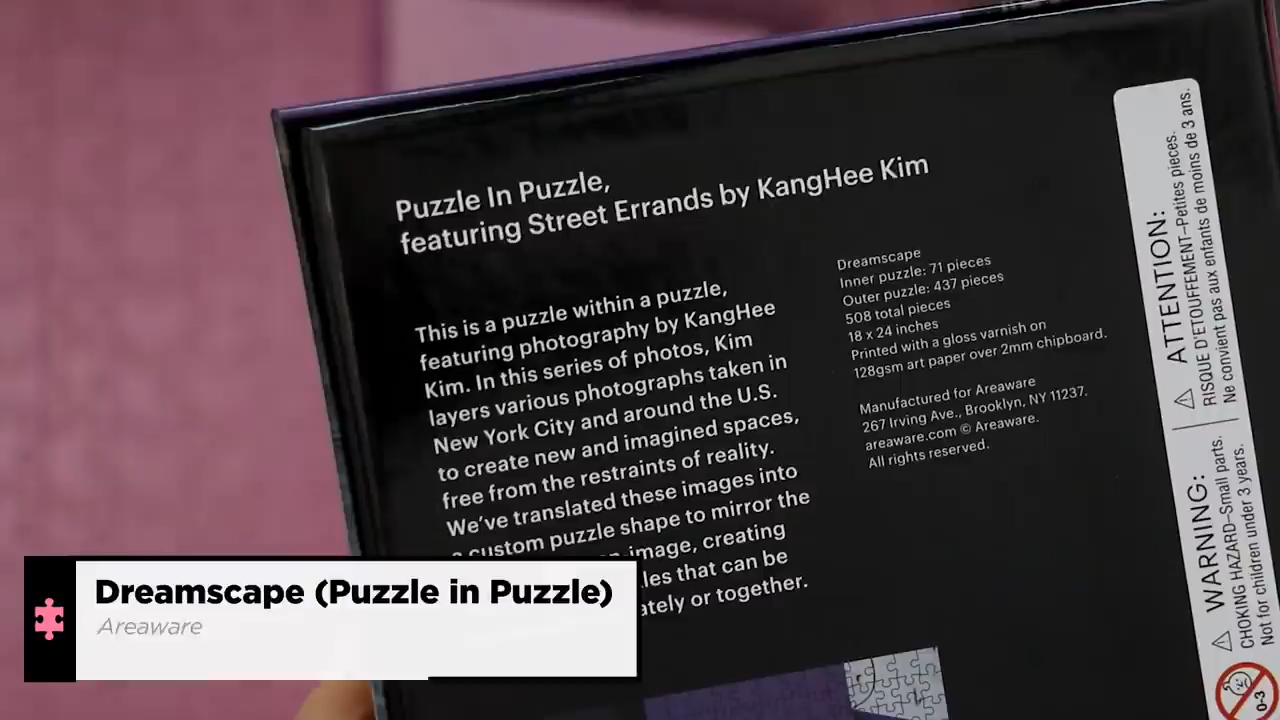 Puzzle In Puzzle,
featuring Street Errands by KangHee Kim
This is a puzzle within a puzzle,
featuring photography by KangHee
Kim. In this series of photos, Kim
layers various photographs taken in
New York City and around the U.S.
to create new and imagined spaces,
free from the restraints of reality.
We've translated these images into
custom puzzle shape to mirror the
image, creating
that can be
or together.
Dreamscape
Inner puzzle: 71 pieces
Outer puzzle: 437 pieces
508 total pieces
18 x 24 inches
Printed with a gloss varnish on
128gsm art paper over 2mm chipboard.
Manufactured for Areaware
267 Irving Ave., Brooklyn, NY 11237.
areaware.com © Areaware.
All rights reserved.
⚠ WARNING:
CHOKING HAZARD–Small parts.
Not for children under 3 years.
⚠ ATTENTION:
RISQUE D'ETOUFFEMENT–Petites pieces.
Ne convient pas aux enfants de moins de 3 ans.
0-3
Dreamscape (Puzzle in Puzzle)
Areaware